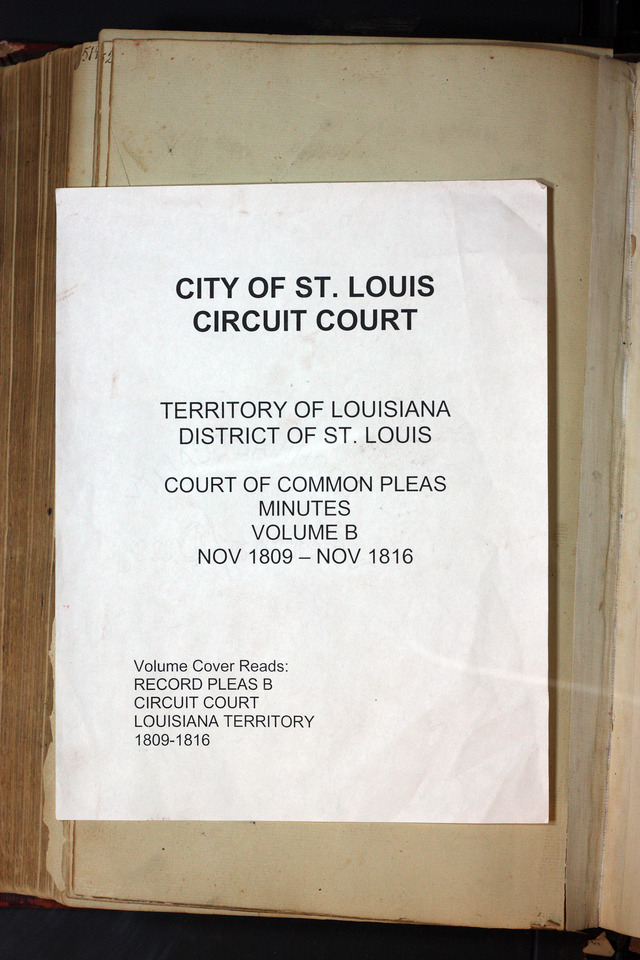 CITY OF ST. LOUIS
CIRCUIT COURT
TERRITORY OF LOUISIANA
DISTRICT OF ST. LOUIS
COURT OF COMMON PLEAS
MINUTES
VOLUME B
NOV 1809 – NOV 1816
Volume Cover Reads:
RECORD PLEAS B
CIRCUIT COURT
LOUISIANA TERRITORY
1809-1816